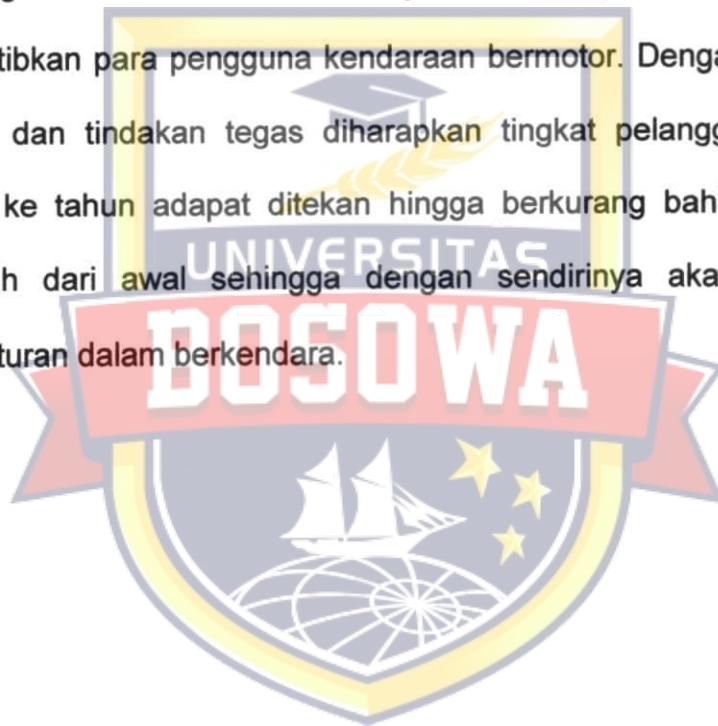 tibkan para pengguna kendaraan bermotor. Denga
dan tindakan tegas diharapkan tingkat pelangg
ke tahun adapat ditekan hingga berkurang bah
h dari awal sehingga dengan sendirinya aka
turan dalam berkendara.
UNIVERSITAS
BOSOWA